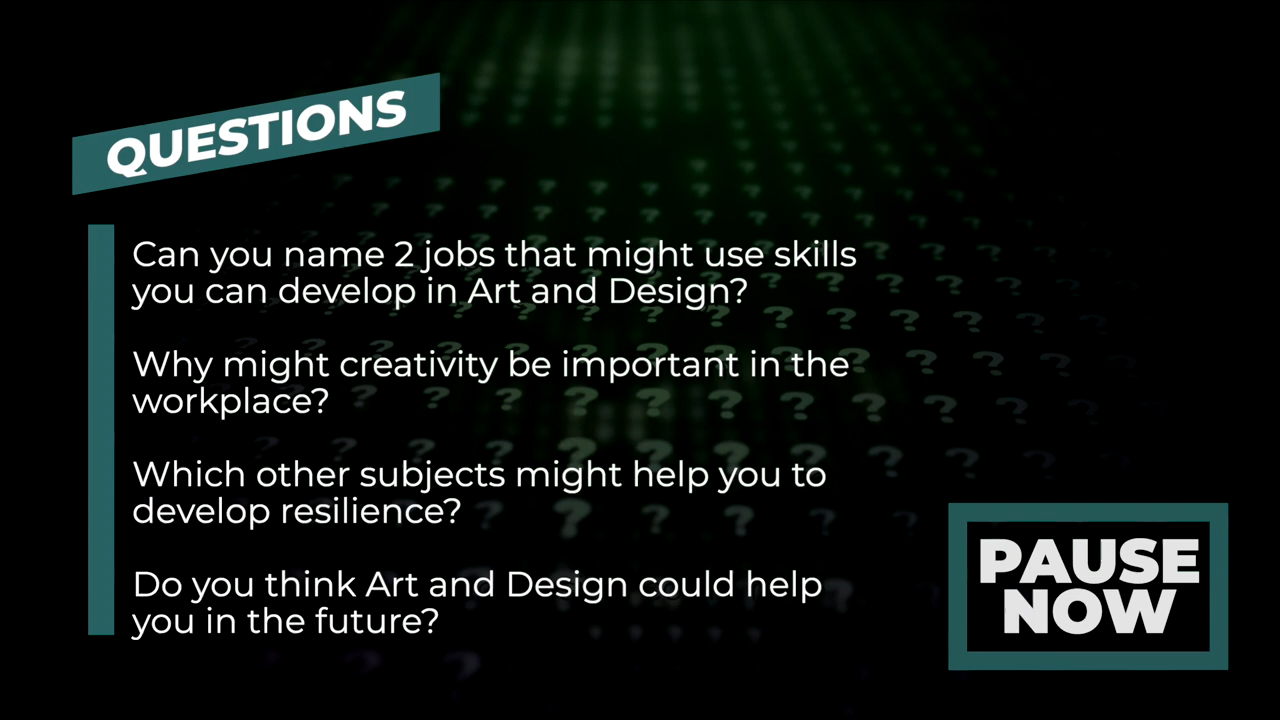 QUESTIONS
Can you name 2 jobs that might use skills
you can develop in Art and Design?
Why might creativity be important in the
workplace?
Which other subjects might help you to
develop resilience?
Do you think Art and Design could help
you in the future?
PAUSE
NOW